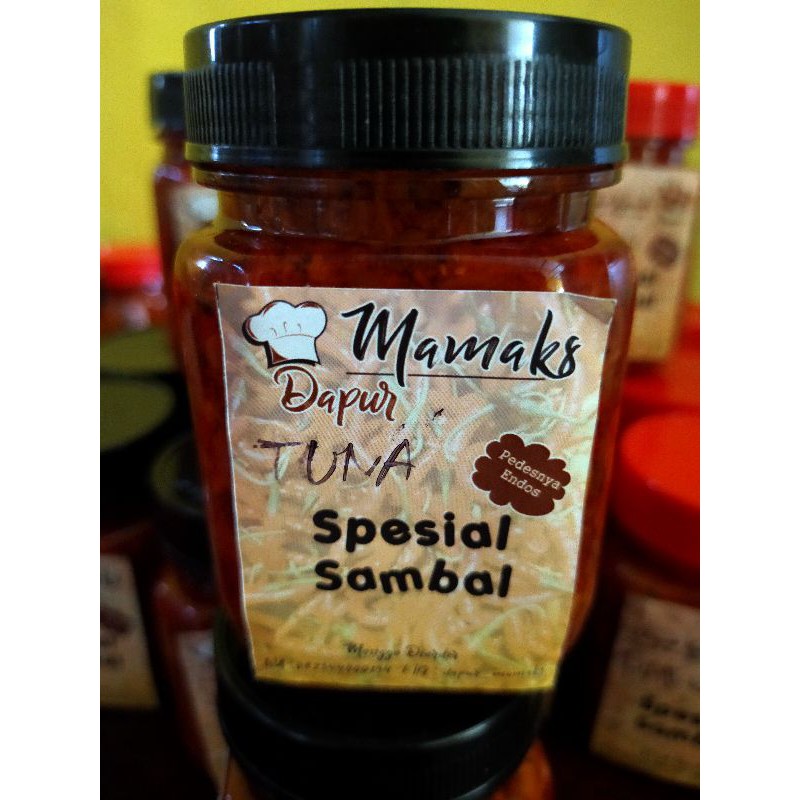 Mamaks
Dapur
TUNA
Pedesnya
Endos
Spesial
Sambal